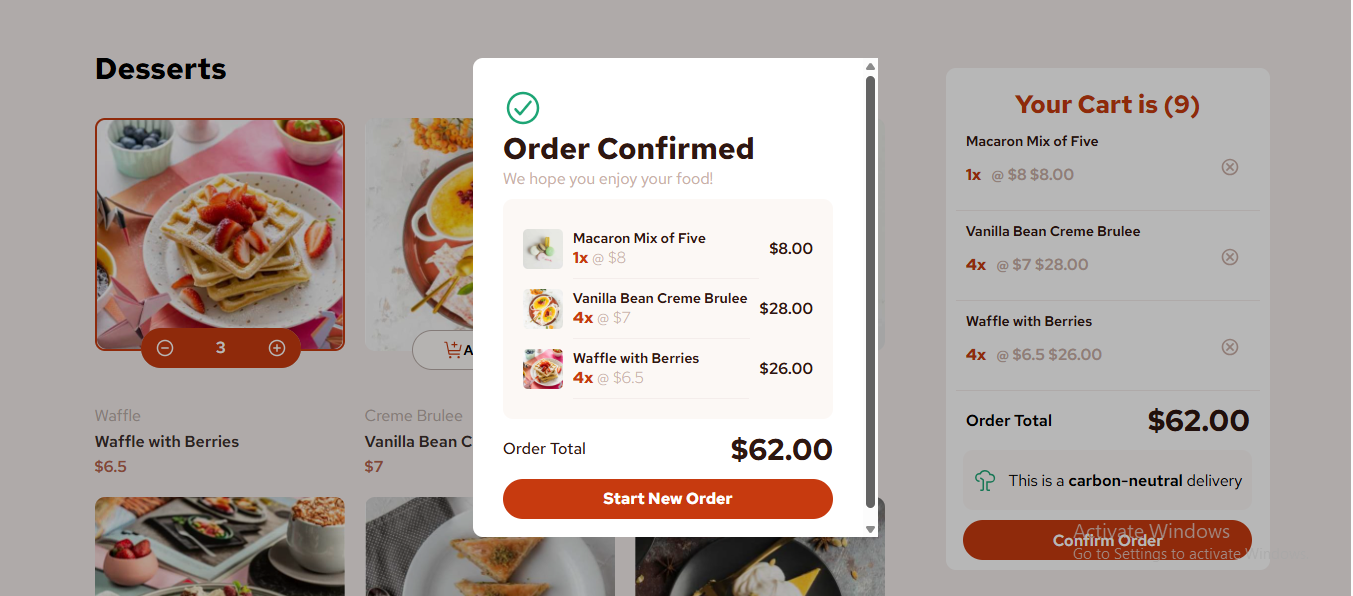 Desserts
3
Waffle
Waffle with Berries
$6.5
A
Creme Brulee
Vanilla Bean C
$7
Order Confirmed
We hope you enjoy your food!
Macaron Mix of Five
1x @ $8
$8.00
Vanilla Bean Creme Brulee
4x @ $7
$28.00
Waffle with Berries
4x @ $6.5
$26.00
Order Total
$62.00
Start New Order
Your Cart is (9)
Macaron Mix of Five
1x @ $8 $8.00
Vanilla Bean Creme Brulee
4x @ $7 $28.00
Waffle with Berries
4x @ $6.5 $26.00
Order Total
$62.00
This is a carbon-neutral delivery
Confirm Order
Activate Windows
Go to Settings to activate Windows